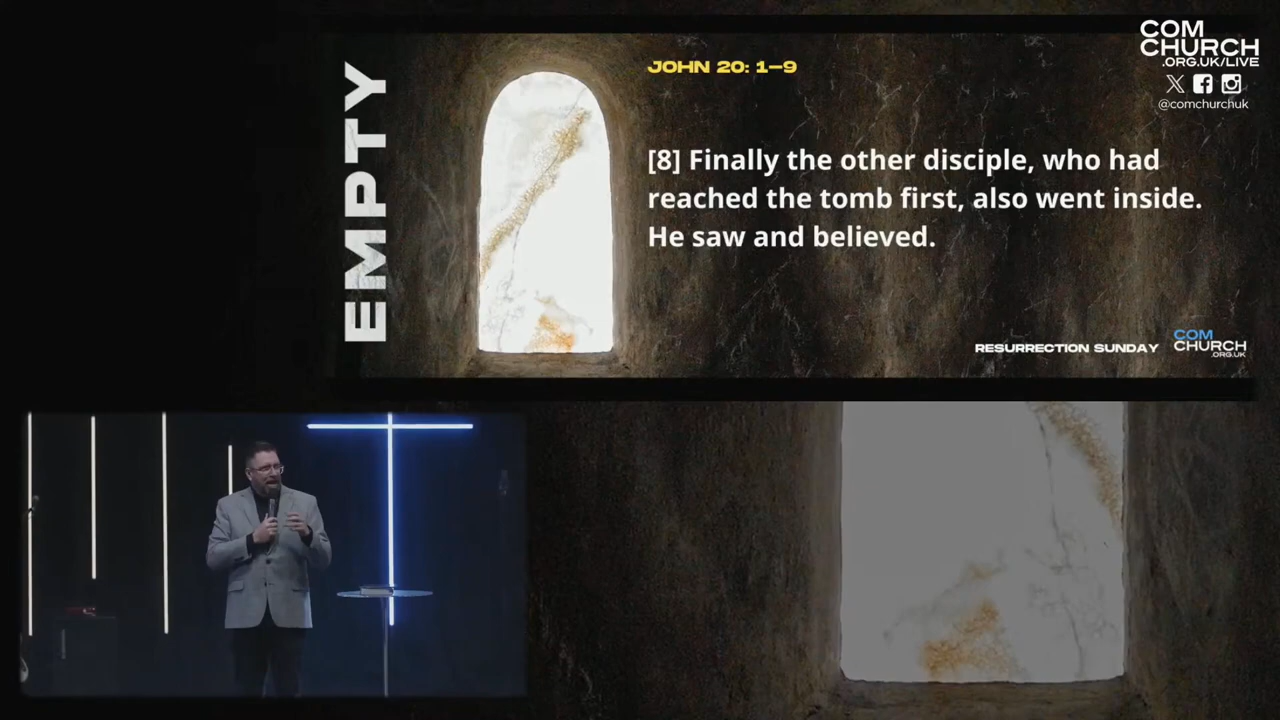 EMPTY
JOHN 20: 1–9
[8] Finally the other disciple, who had
reached the tomb first, also went inside.
He saw and believed.
RESURRECTION SUNDAY
COM
CHURCH
.ORG.UK
COM
CHURCH
.ORG.UK/LIVE
@comchurchuk